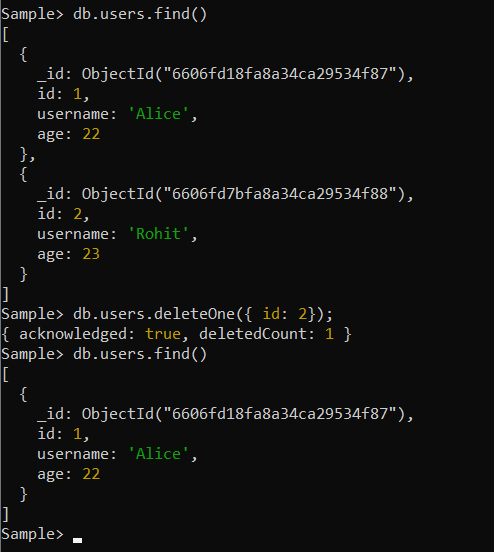 Sample> db.users.find()
[
  {
    _id: ObjectId("6606fd18fa8a34ca29534f87"),
    id: 1,
    username: 'Alice',
    age: 22
  },
  {
    _id: ObjectId("6606fd7bfa8a34ca29534f88"),
    id: 2,
    username: 'Rohit',
    age: 23
  }
]
Sample> db.users.deleteOne({ id: 2});
{ acknowledged: true, deletedCount: 1 }
Sample> db.users.find()
[
  {
    _id: ObjectId("6606fd18fa8a34ca29534f87"),
    id: 1,
    username: 'Alice',
    age: 22
  }
]
Sample>